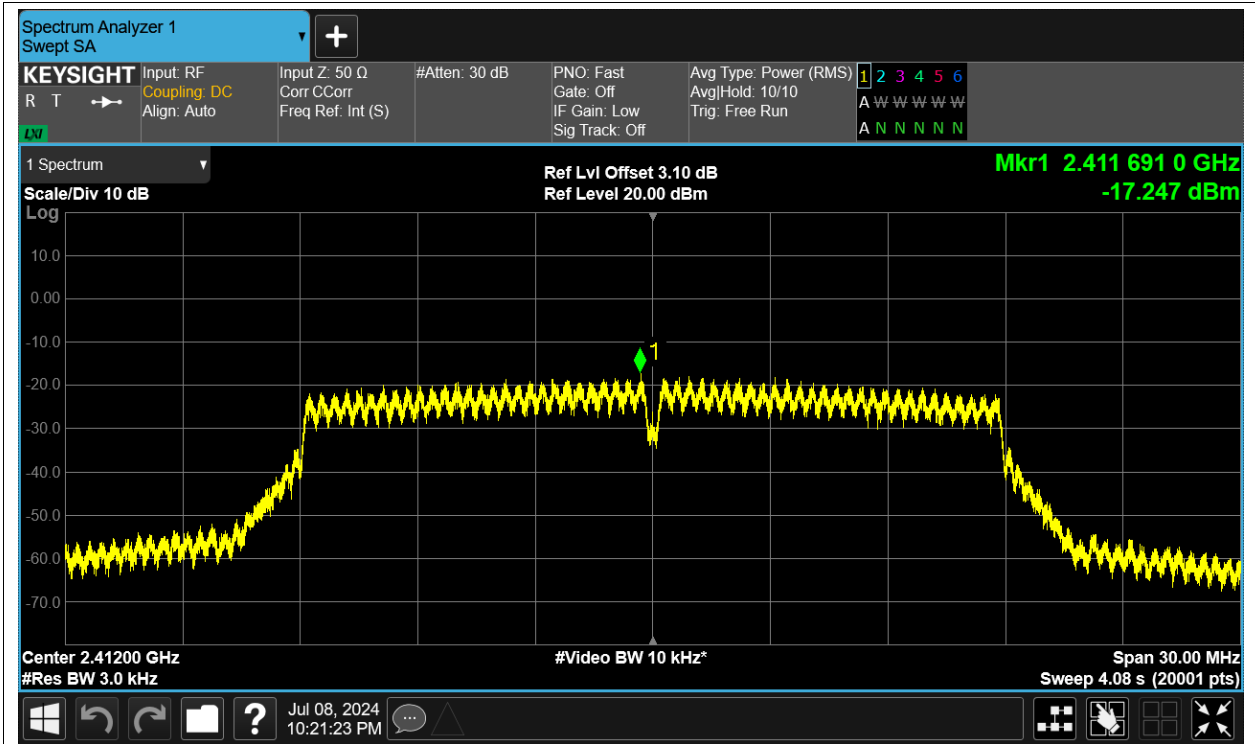 Spectrum Analyzer 1
Swept SA
KEYSIGHT
R T
LXI
Input: RF
Coupling: DC
Align: Auto
Input Z: 50 Ω
Corr CCorr
Freq Ref: Int (S)
#Atten: 30 dB
PNO: Fast
Gate: Off
IF Gain: Low
Sig Track: Off
Avg Type: Power (RMS)
Avg|Hold: 10/10
Trig: Free Run
1 2 3 4 5 6
A W W W W W
A N N N N N
1 Spectrum
Scale/Div 10 dB
Ref Lvl Offset 3.10 dB
Ref Level 20.00 dBm
Mkr1 2.411 691 0 GHz
-17.247 dBm
Log
10.0
0.00
-10.0
1
-20.0
-30.0
-40.0
-50.0
-60.0
-70.0
Center 2.41200 GHz
#Video BW 10 kHz*
Span 30.00 MHz
#Res BW 3.0 kHz
Sweep 4.08 s (20001 pts)
?
Jul 08, 2024
10:21:23 PM